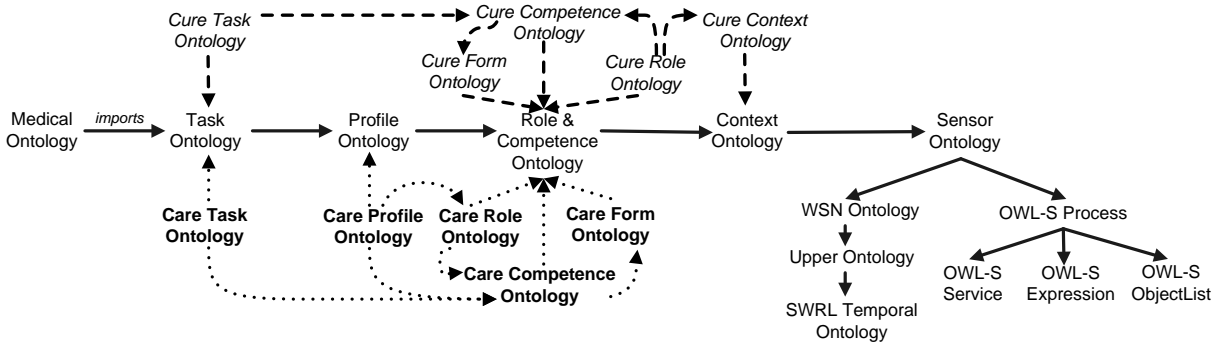 Cure Task
Ontology
Cure Competence
Ontology
Cure Context
Ontology
Cure Form
Ontology
Cure Role
Ontology
Medical
Ontology
imports
Task
Ontology
Profile
Ontology
Role &
Competence
Ontology
Context
Ontology
Sensor
Ontology
Care Task
Ontology
Care Profile
Ontology
Care Role
Ontology
Care Form
Ontology
Care Competence
Ontology
WSN Ontology
OWL-S Process
Upper Ontology
OWL-S
Service
OWL-S
Expression
OWL-S
ObjectList
SWRL Temporal
Ontology